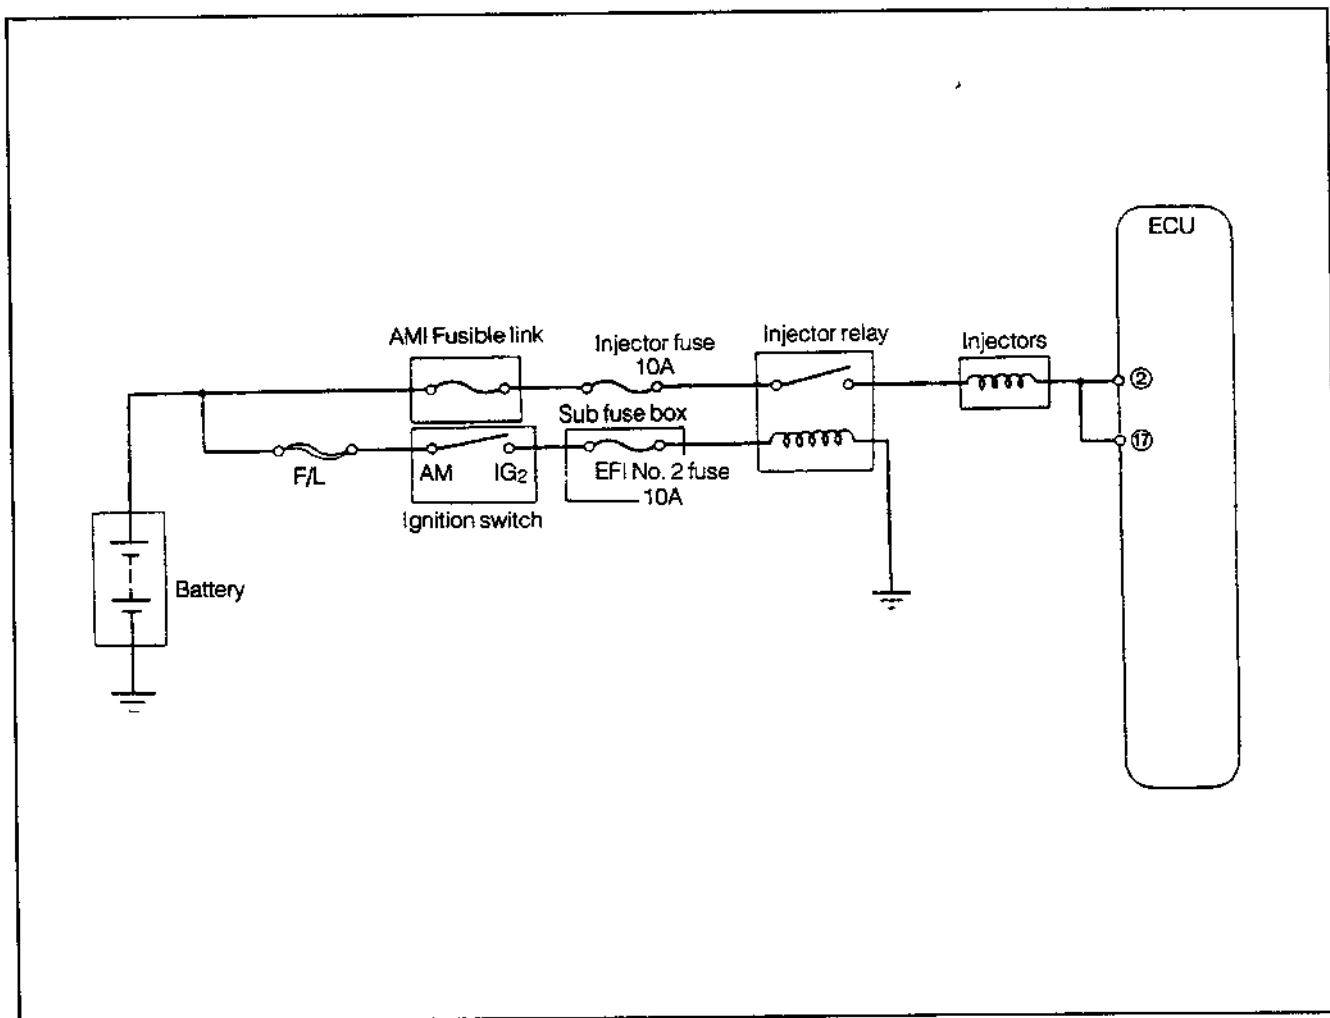 ECU
AMI Fusible link
Injector fuse
10A
Injector relay
Injectors
②
Sub fuse box
⑰
F/L
AM
IG₂
EFI No. 2 fuse
10A
Ignition switch
Battery